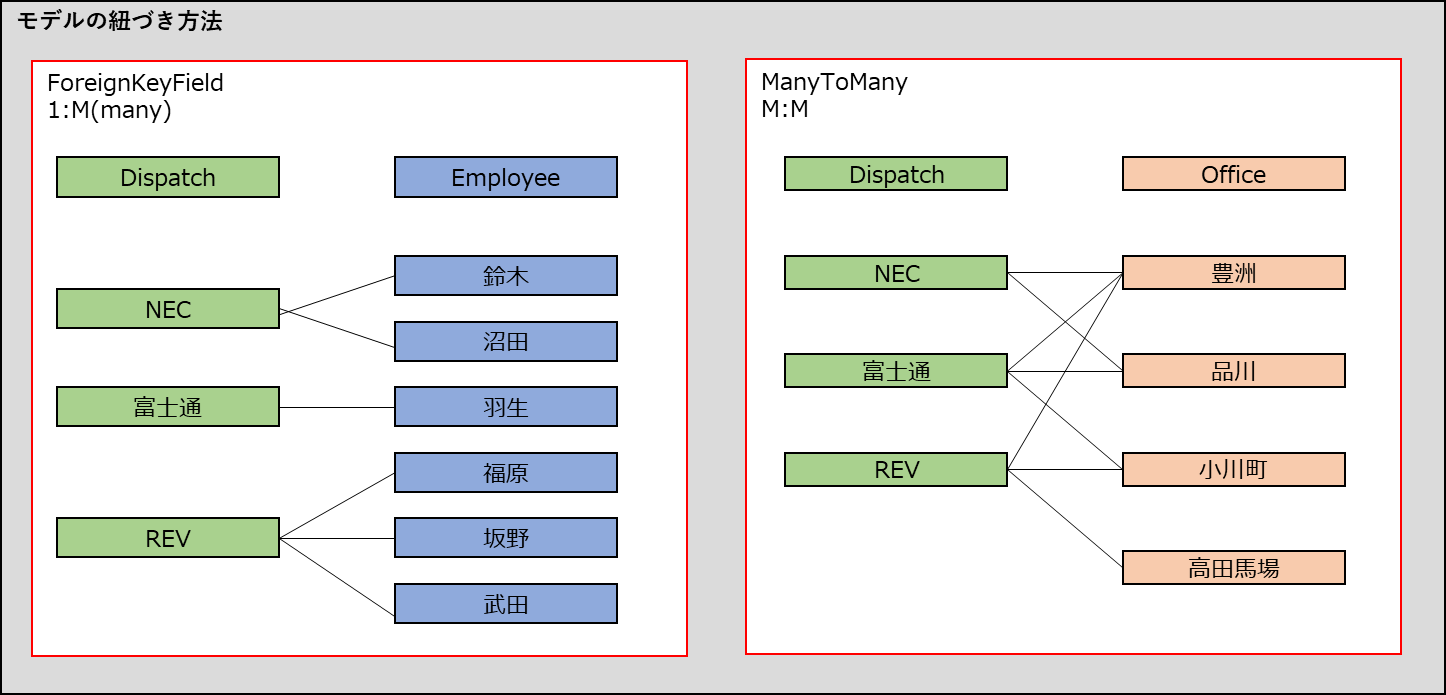 モデルの紐づき方法
ForeignKeyField
1:M(many)
Dispatch
Employee
NEC
鈴木
沼田
富士通
羽生
REV
福原
坂野
武田
ManyToMany
M:M
Dispatch
Office
NEC
豊洲
富士通
品川
REV
小川町
高田馬場